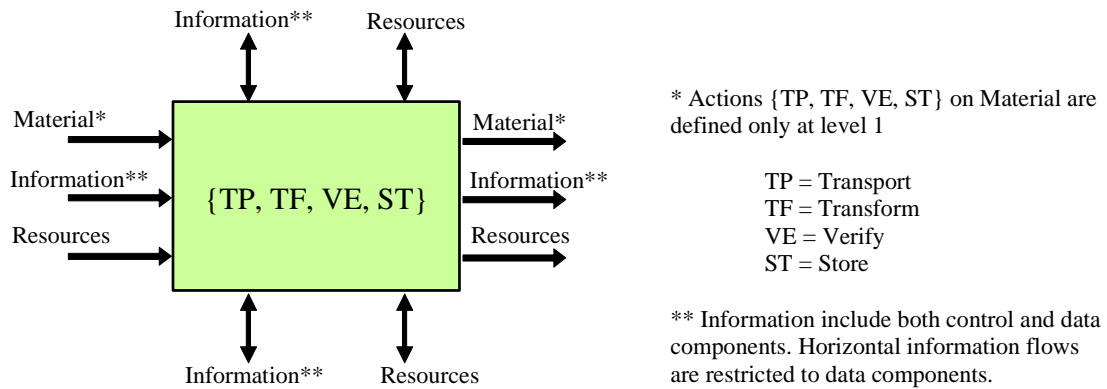 Information**
Resources
Material*
Information**
Resources
{TP, TF, VE, ST}
Material*
Information**
Resources
Information**
Resources
* Actions {TP, TF, VE, ST} on Material are
defined only at level 1
TP = Transport
TF = Transform
VE = Verify
ST = Store
** Information include both control and data
components. Horizontal information flows
are restricted to data components.